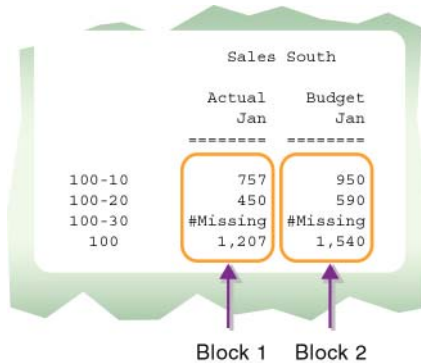 Sales South
Actual Budget
Jan Jan
======== ========
100-10 757 950
100-20 450 590
100-30 #Missing #Missing
100 1,207 1,540
Block 1 Block 2